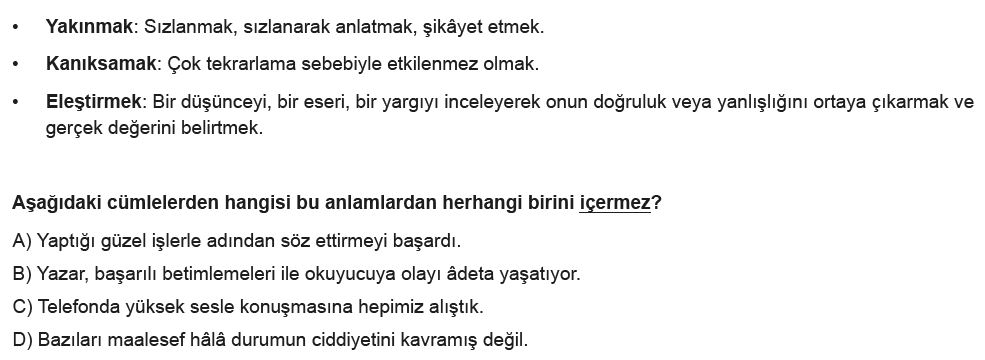 • Yakınmak: Sızlanmak, sızlanarak anlatmak, şikâyet etmek.
• Kanıksamak: Çok tekrarlama sebebiyle etkilenmez olmak.
• Eleştirmek: Bir düşünceyi, bir eseri, bir yargıyı inceleyerek onun doğruluk veya yanlışlığını ortaya çıkarmak ve
gerçek değerini belirtmek.
Aşağıdaki cümlelerden hangisi bu anlamlardan herhangi birini içermez?
A) Yaptığı güzel işlerle adından söz ettirmeyi başardı.
B) Yazar, başarılı betimlemeleri ile okuyucuya olayı âdeta yaşatıyor.
C) Telefonda yüksek sesle konuşmasına hepimiz alıştık.
D) Bazıları maalesef hâlâ durumun ciddiyetini kavramış değil.